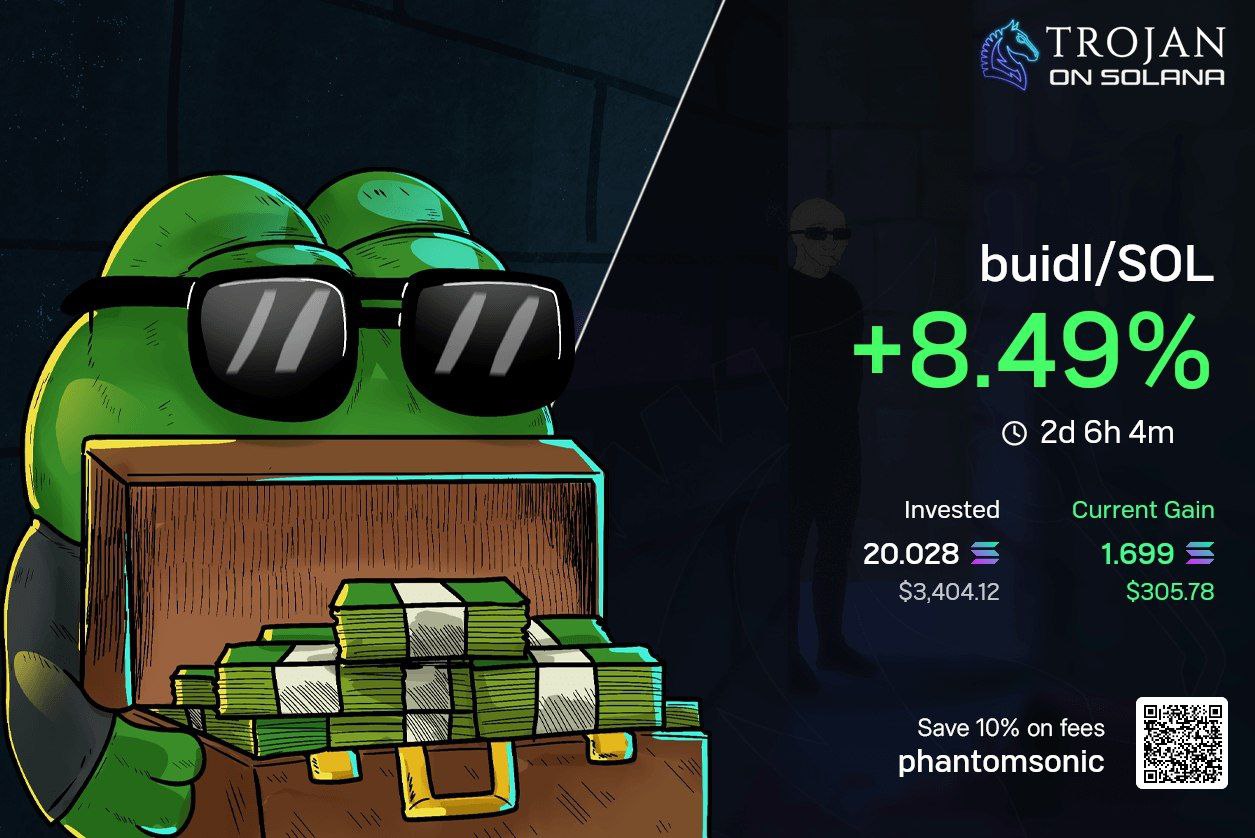 TROJAN
ON SOLANA
buidl/SOL
+8.49%
2d 6h 4m
Invested Current Gain
20.028 1.699
$3,404.12 $305.78
Save 10% on fees
phantomsonic